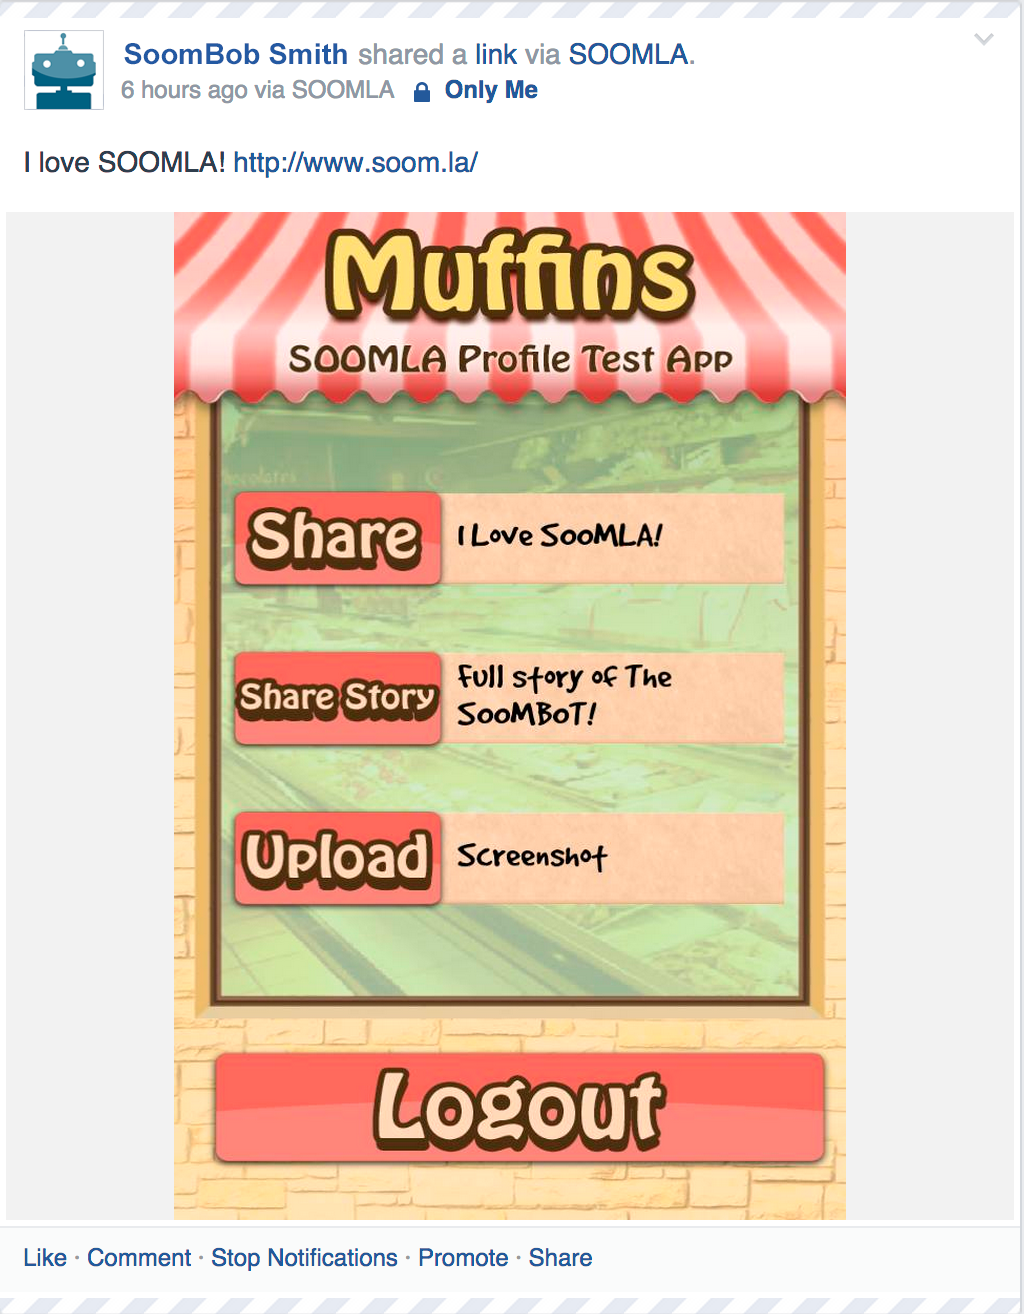 SoomBob Smith shared a link via SOOMLA.
6 hours ago via SOOMLA Only Me
I love SOOMLA! http://www.soom.la/
Muffins
SOOMLA Profile Test App
chocolates
Share
I Love SooMLA!
Share Story
Full story of The
SooMBoT!
Upload
Screenshot
Logout
Like · Comment · Stop Notifications · Promote · Share